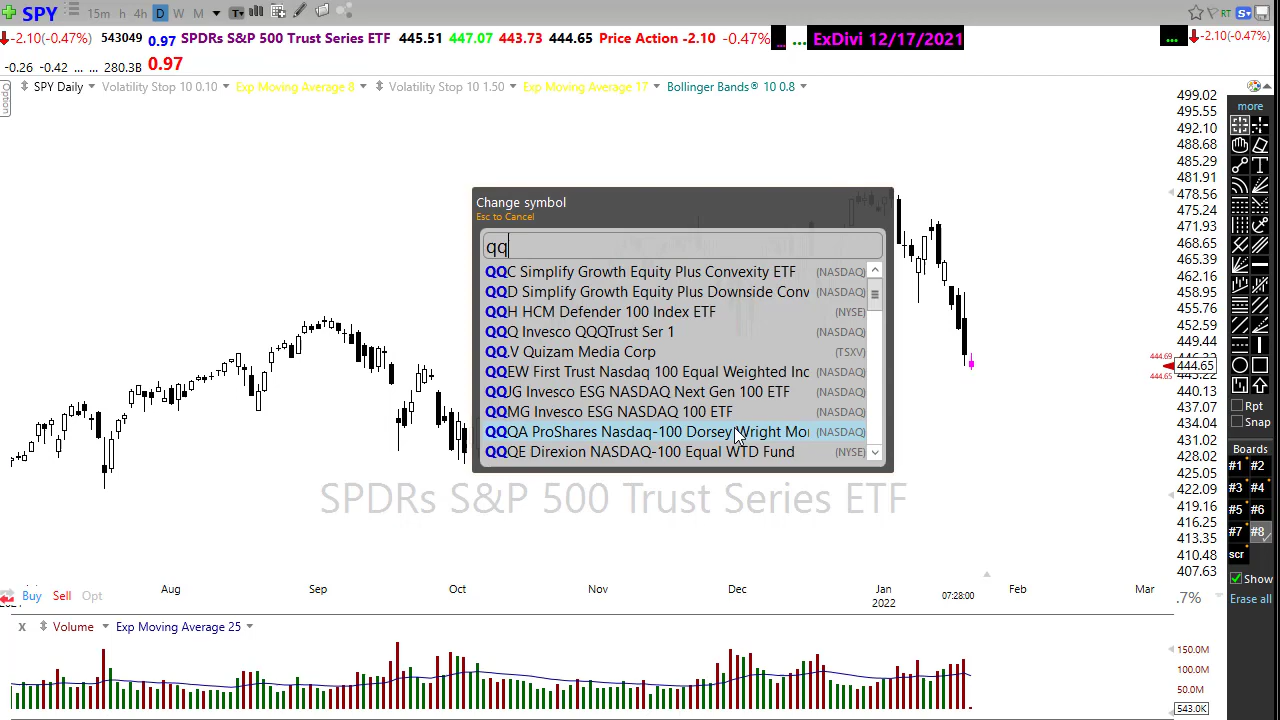 SPY 15m h 4h D W M T RT S
-2.10(-0.47%) 543049 0.97 SPDRs S&P 500 Trust Series ETF 445.51 447.07 443.73 444.65 Price Action -2.10 -0.47% ... ... ExDivi 12/17/2021 ... -2.10(-0.47%)
-0.26 -0.42 ... ... 280.3B 0.97
Option
SPY Daily Volatility Stop 10 0.10 Exp Moving Average 8 Volatility Stop 10 1.50 Exp Moving Average 17 Bollinger Bands® 10 0.8
Change symbol
Esc to Cancel
qq
QQC Simplify Growth Equity Plus Convexity ETF (NASDAQ)
QQD Simplify Growth Equity Plus Downside Conv (NASDAQ)
QQH HCM Defender 100 Index ETF (NYSE)
QQQ Invesco QQQTrust Ser 1 (NASDAQ)
QQ.V Quizam Media Corp (TSXV)
QQEW First Trust Nasdaq 100 Equal Weighted Inc (NASDAQ)
QQJG Invesco ESG NASDAQ Next Gen 100 ETF (NASDAQ)
QQMG Invesco ESG NASDAQ 100 ETF (NASDAQ)
QQQA ProShares Nasdaq-100 Dorsey Wright Mo (NASDAQ)
QQQE Direxion NASDAQ-100 Equal WTD Fund (NYSE)
SPDRs S&P 500 Trust Series ETF
499.02
495.55
492.10
488.68
485.29
481.91
478.56
475.24
471.93
468.65
465.39
462.16
458.95
455.76
452.59
449.44
444.69
444.65
444.65
440.13
437.07
434.04
431.02
428.02
425.05
422.09
419.16
416.25
413.35
410.48
407.63
more
T
Rpt
Snap
Boards
#1 #2
#3 #4
#5 #6
#7 #8
scr
Show
Erase all
Buy Sell Opt
Aug Sep Oct Nov Dec Jan Feb Mar
2022 07:28:00
.7%
X Volume Exp Moving Average 25
150.0M
100.0M
50.0M
543.0K